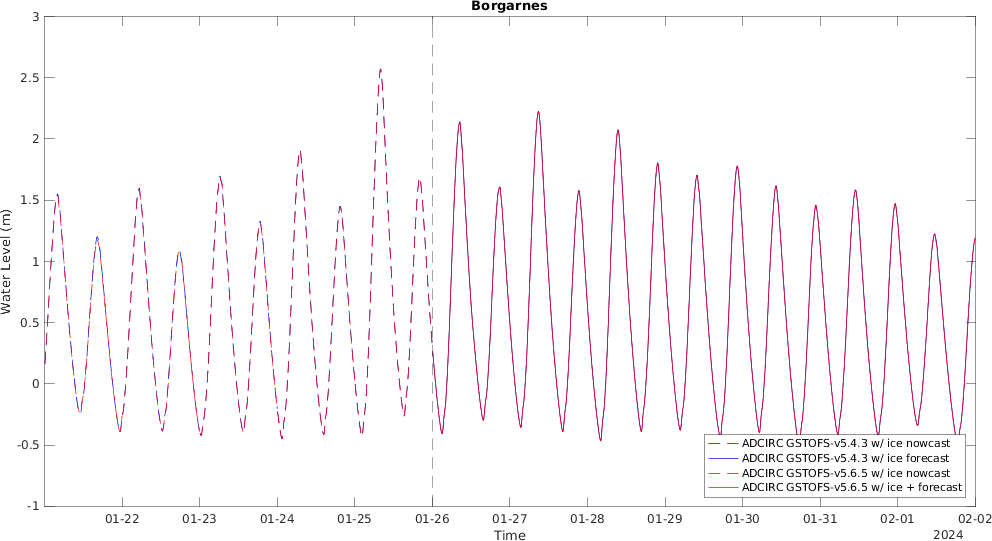 Borgarnes
3
2.5
2
1.5
1
0.5
0
-0.5
-1
Water Level (m)
ADCIRC GSTOFS-v5.4.3 w/ ice nowcast
ADCIRC GSTOFS-v5.4.3 w/ ice forecast
ADCIRC GSTOFS-v5.6.5 w/ ice nowcast
ADCIRC GSTOFS-v5.6.5 w/ ice + forecast
01-22 01-23 01-24 01-25 01-26 01-27 01-28 01-29 01-30 01-31 02-01 02-02
Time
2024